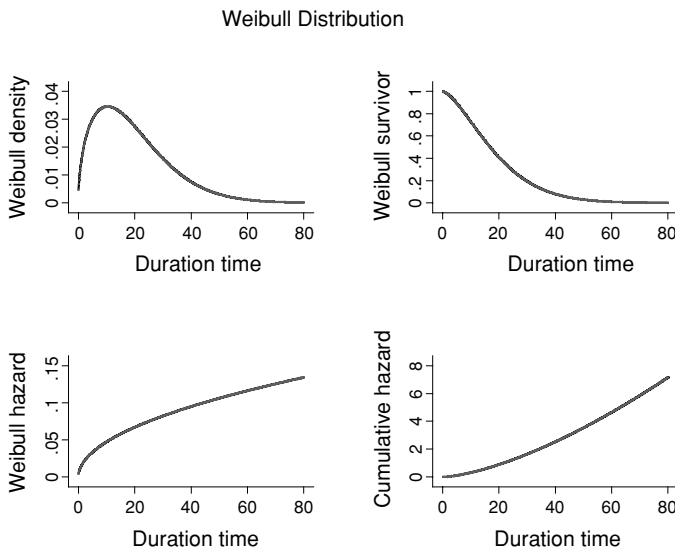 Weibull Distribution
Weibull density
0 .01 .02 .03 .04
0 20 40 60 80
Duration time
Weibull survivor
0 .2 .4 .6 .8 1
0 20 40 60 80
Duration time
Weibull hazard
0 .05 .1 .15
0 20 40 60 80
Duration time
Cumulative hazard
0 2 4 6 8
0 20 40 60 80
Duration time